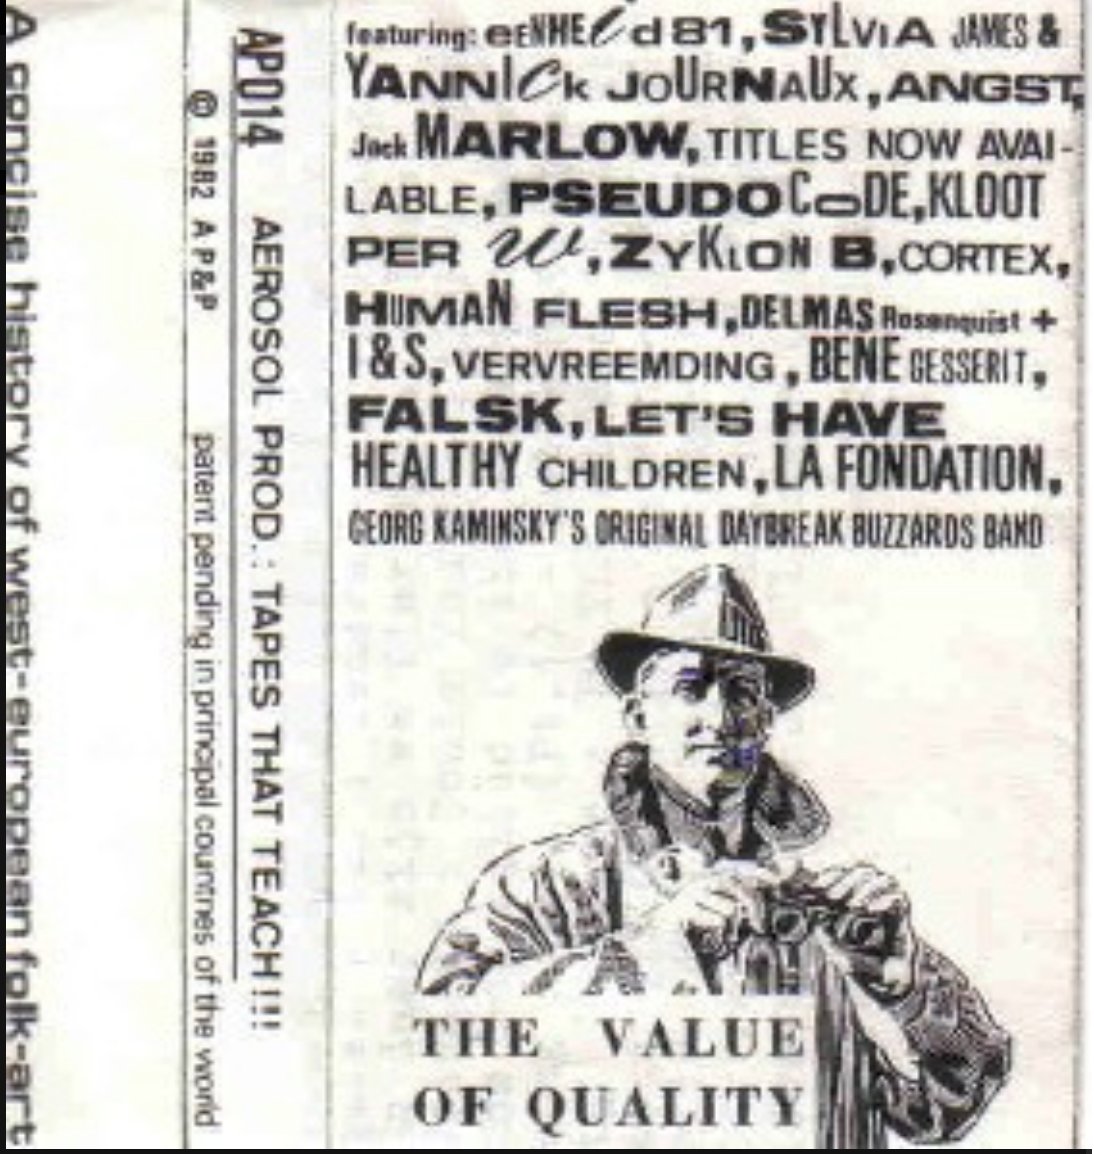 A concise history of west-european folk-art
AP014 AEROSOL PROD.: TAPES THAT TEACH!!!
© 1982 AP&P patent pending in principal countries of the world
featuring: eENHEid 81, SYLVIA JAMES &
YANNICk JOURNAUX, ANGST,
Jack MARLOW, TITLES NOW AVAI-
LABLE, PSEUDO CoDE, KLOOT
PER W, ZYKLON B, CORTEX,
HUMAN FLESH, DELMAS Rosenquist +
I & S, VERVREEMDING, BENE GESSERIT,
FALSK, LET'S HAVE
HEALTHY CHILDREN, LA FONDATION,
GEORG KAMINSKY'S ORIGINAL DAYBREAK BUZZARDS BAND
THE VALUE
OF QUALITY